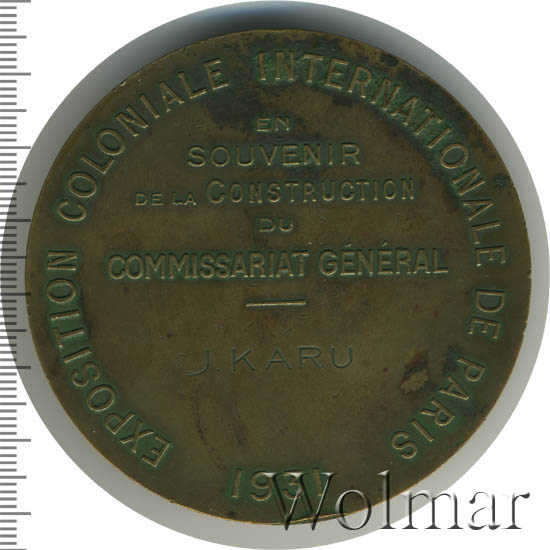 EXPOSITION COLONIALE INTERNATIONALE DE PARIS
EN
SOUVENIR
DE LA CONSTRUCTION
DU
COMMISSARIAT GÉNÉRAL
J. KARU
1931
Wolmar